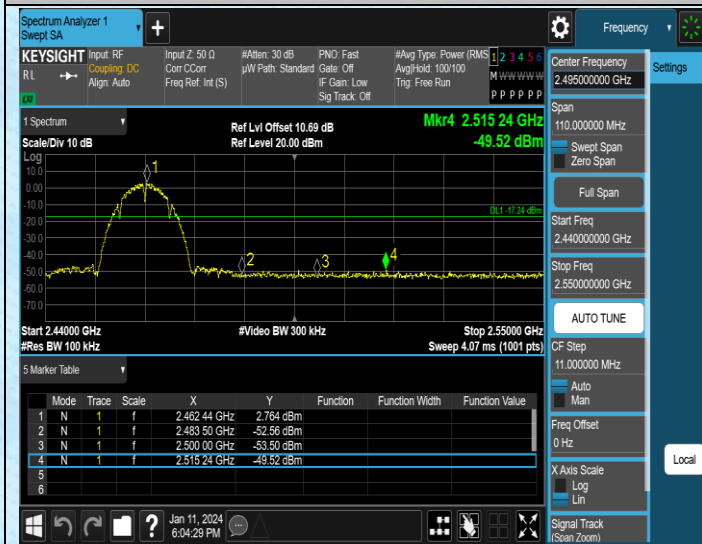 Spectrum Analyzer 1
Swept SA
+
Frequency
KEYSIGHT
RL
LXI
Input: RF
Coupling: DC
Align: Auto
Input Z: 50 Ω
Corr CCorr
Freq Ref: Int (S)
#Atten: 30 dB
µW Path: Standard
PNO: Fast
Gate: Off
IF Gain: Low
Sig Track: Off
#Avg Type: Power (RMS
Avg|Hold: 100/100
Trig: Free Run
1 2 3 4 5 6
M W W W W W
P P P P P P
1 Spectrum
Scale/Div 10 dB
Ref Lvl Offset 10.69 dB
Ref Level 20.00 dBm
Mkr4 2.515 24 GHz
-49.52 dBm
Log
10.0
0.00
-10.0
-20.0
-30.0
-40.0
-50.0
-60.0
-70.0
1
2
3
4
DL1 -17.24 dBm
Start 2.44000 GHz
#Res BW 100 kHz
#Video BW 300 kHz
Stop 2.55000 GHz
Sweep 4.07 ms (1001 pts)
5 Marker Table
Mode Trace Scale X Y Function Function Width Function Value
1 N 1 f 2.462 44 GHz 2.764 dBm
2 N 1 f 2.483 50 GHz -52.56 dBm
3 N 1 f 2.500 00 GHz -53.50 dBm
4 N 1 f 2.515 24 GHz -49.52 dBm
5
6
?
Jan 11, 2024
6:04:29 PM
Center Frequency
2.495000000 GHz
Span
110.000000 MHz
Swept Span
Zero Span
Full Span
Start Freq
2.440000000 GHz
Stop Freq
2.550000000 GHz
AUTO TUNE
CF Step
11.000000 MHz
Auto
Man
Freq Offset
0 Hz
X Axis Scale
Log
Lin
Signal Track
(Span Zoom)
Settings
Local